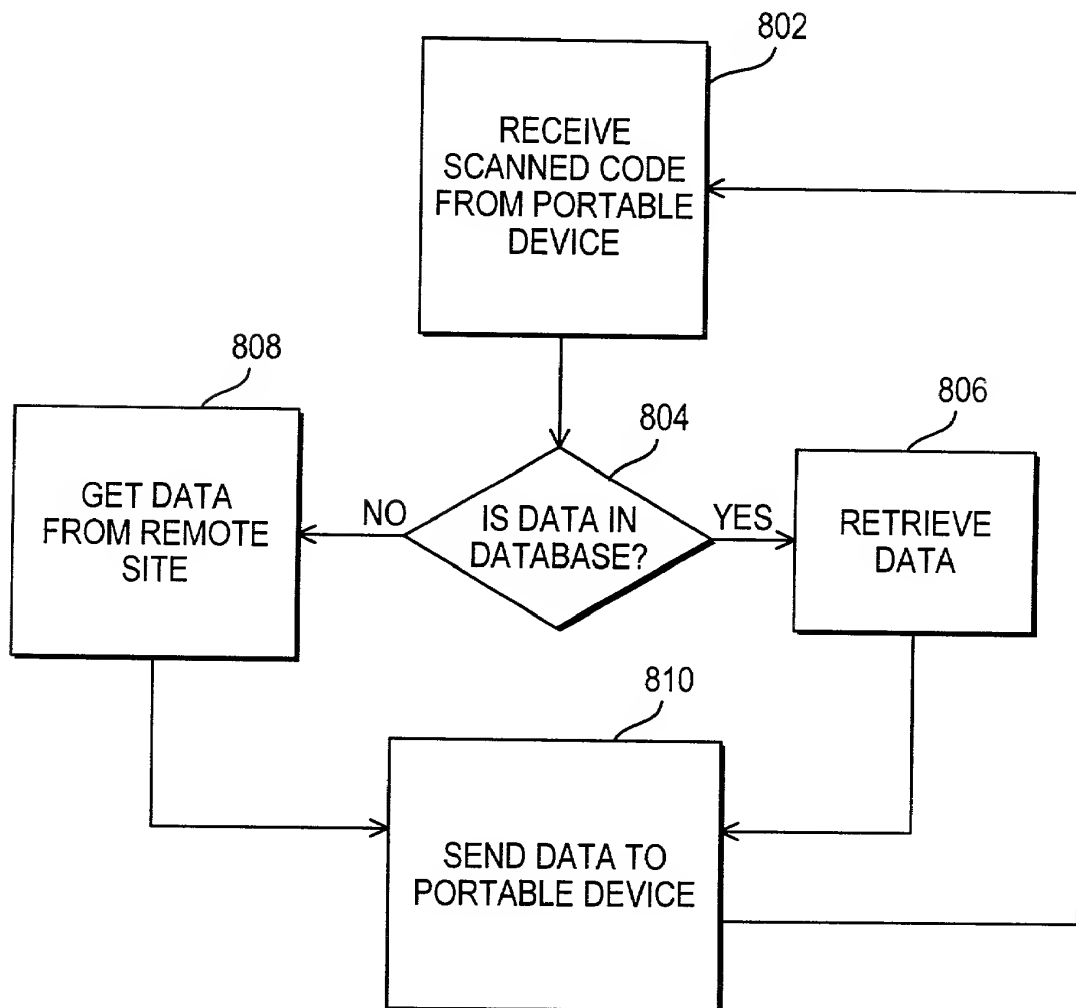 802
RECEIVE
SCANNED CODE
FROM PORTABLE
DEVICE
808
GET DATA
FROM REMOTE
SITE
804
NO
IS DATA IN
DATABASE?
YES
806
RETRIEVE
DATA
810
SEND DATA TO
PORTABLE DEVICE